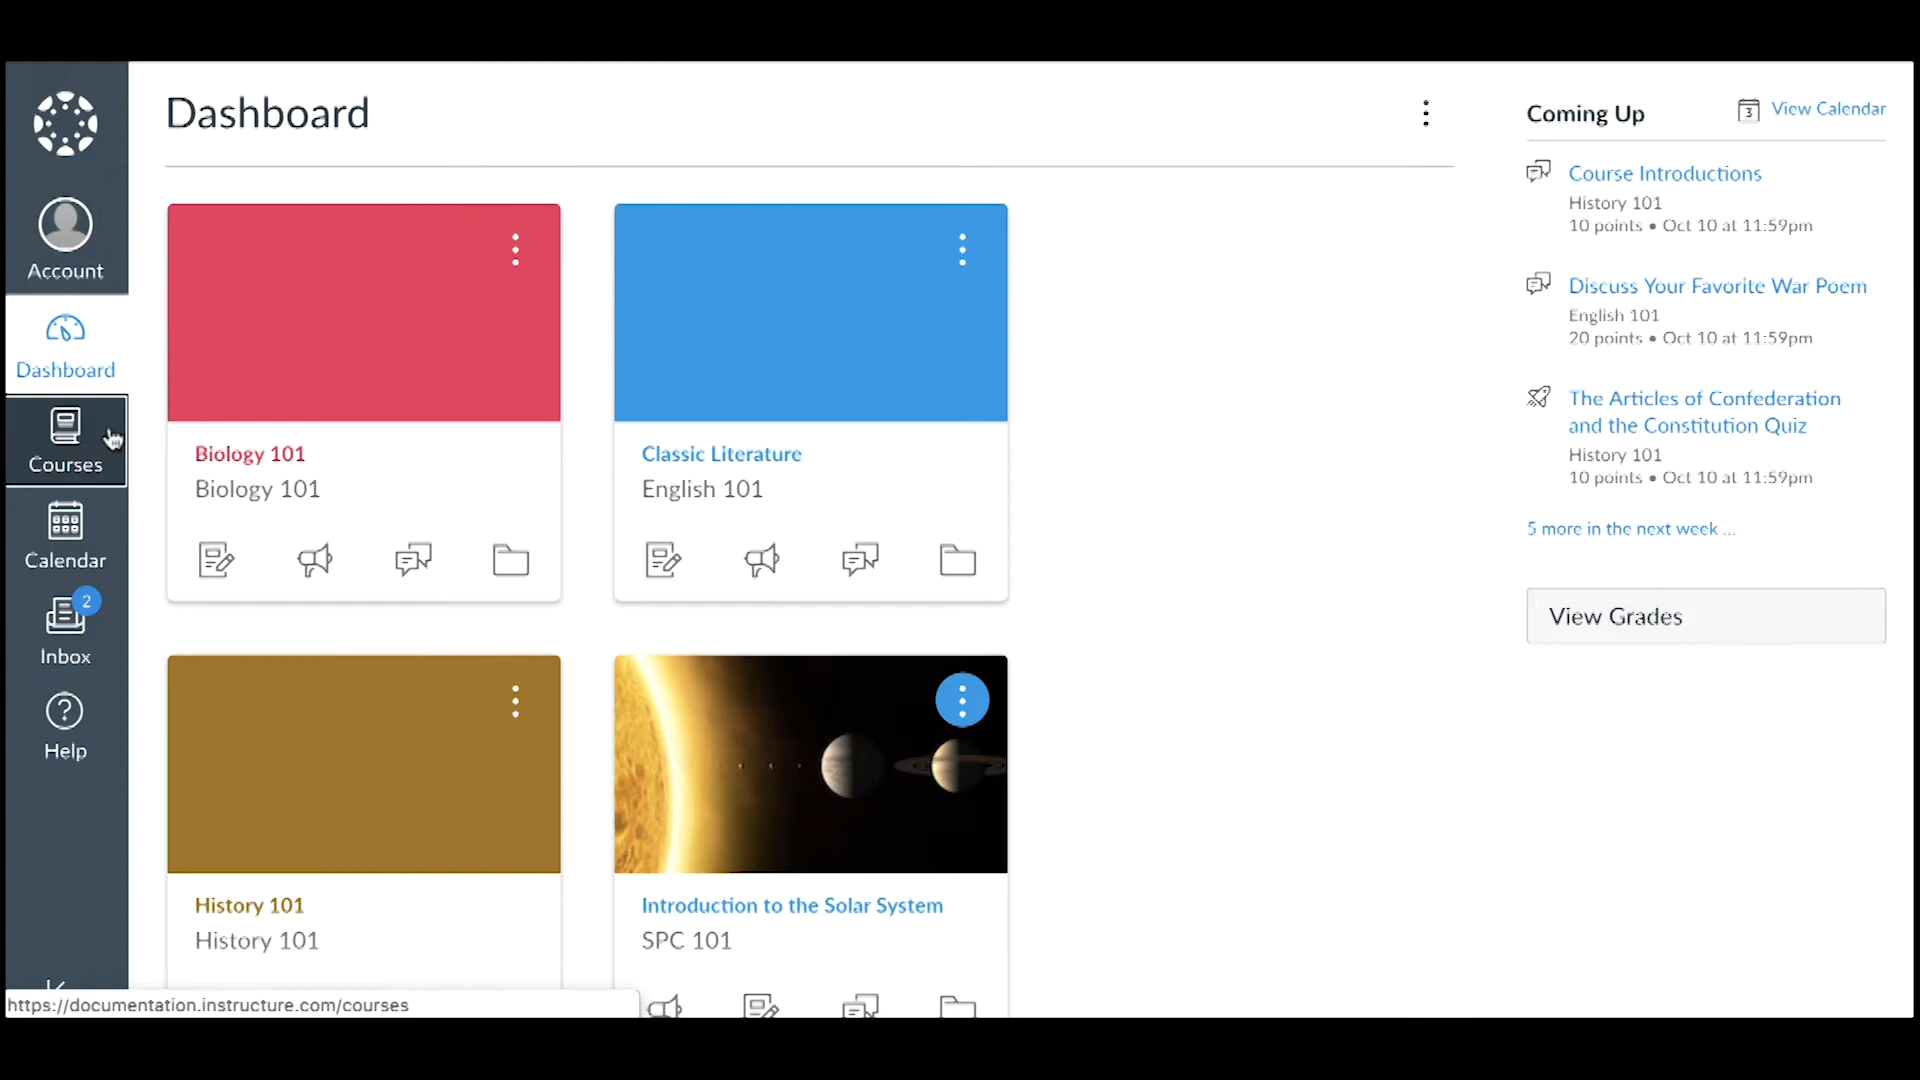 Dashboard
Account
Dashboard
Courses
Calendar
2
Inbox
Help
Biology 101
Biology 101
Classic Literature
English 101
History 101
History 101
Introduction to the Solar System
SPC 101
Coming Up
3
View Calendar
Course Introductions
History 101
10 points • Oct 10 at 11:59pm
Discuss Your Favorite War Poem
English 101
20 points • Oct 10 at 11:59pm
The Articles of Confederation
and the Constitution Quiz
History 101
10 points • Oct 10 at 11:59pm
5 more in the next week ...
View Grades
https://documentation.instructure.com/courses